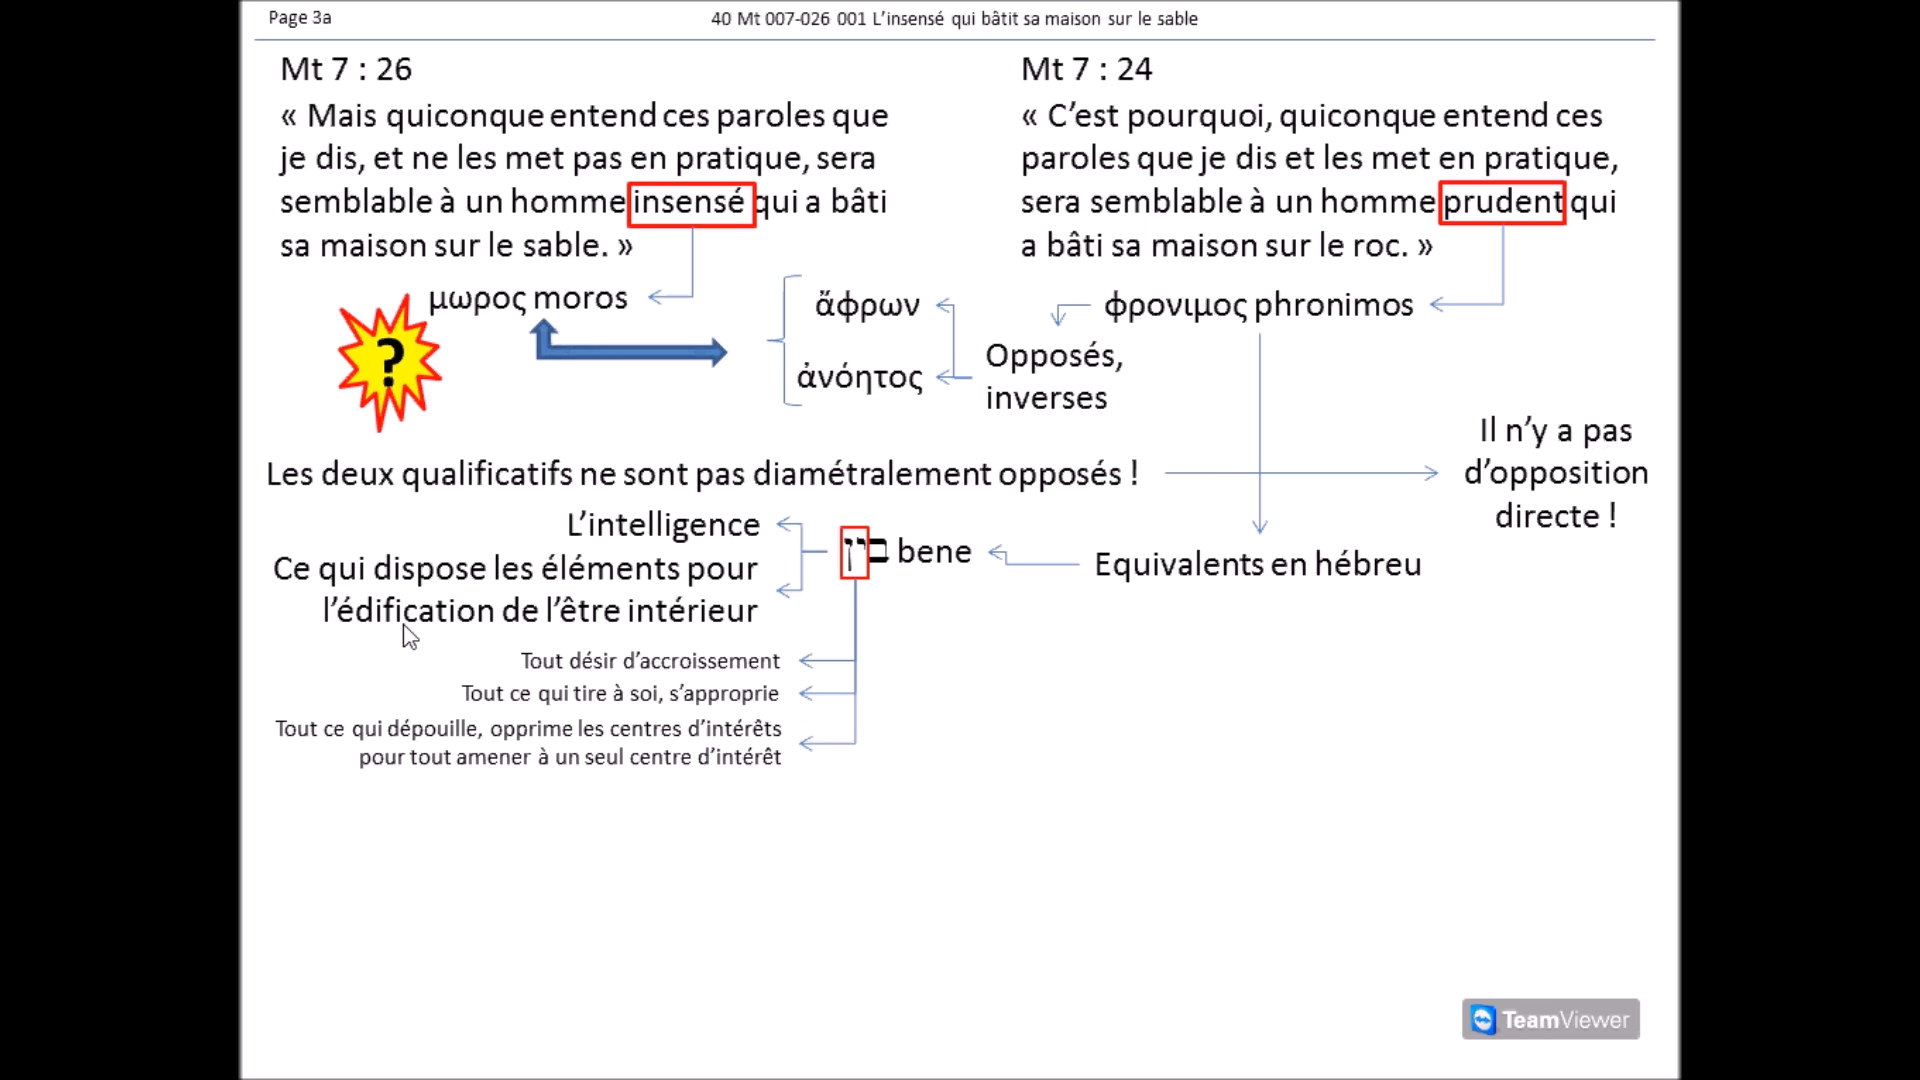 Page 3a
40 Mt 007-026 001 L’insensé qui bâtit sa maison sur le sable
Mt 7 : 26
« Mais quiconque entend ces paroles que
je dis, et ne les met pas en pratique, sera
semblable à un homme insensé qui a bâti
sa maison sur le sable. »
Mt 7 : 24
« C’est pourquoi, quiconque entend ces
paroles que je dis et les met en pratique,
sera semblable à un homme prudent qui
a bâti sa maison sur le roc. »
μωρος moros
ἄφρων
φρονιμος phronimos
?
ἀνόητος
Opposés,
inverses
Il n’y a pas
d’opposition
directe !
Les deux qualificatifs ne sont pas diamétralement opposés !
L’intelligence
Ce qui dispose les éléments pour
l’édification de l’être intérieur
בין bene
Equivalents en hébreu
Tout désir d’accroissement
Tout ce qui tire à soi, s’approprie
Tout ce qui dépouille, opprime les centres d’intérêts
pour tout amener à un seul centre d’intérêt
TeamViewer